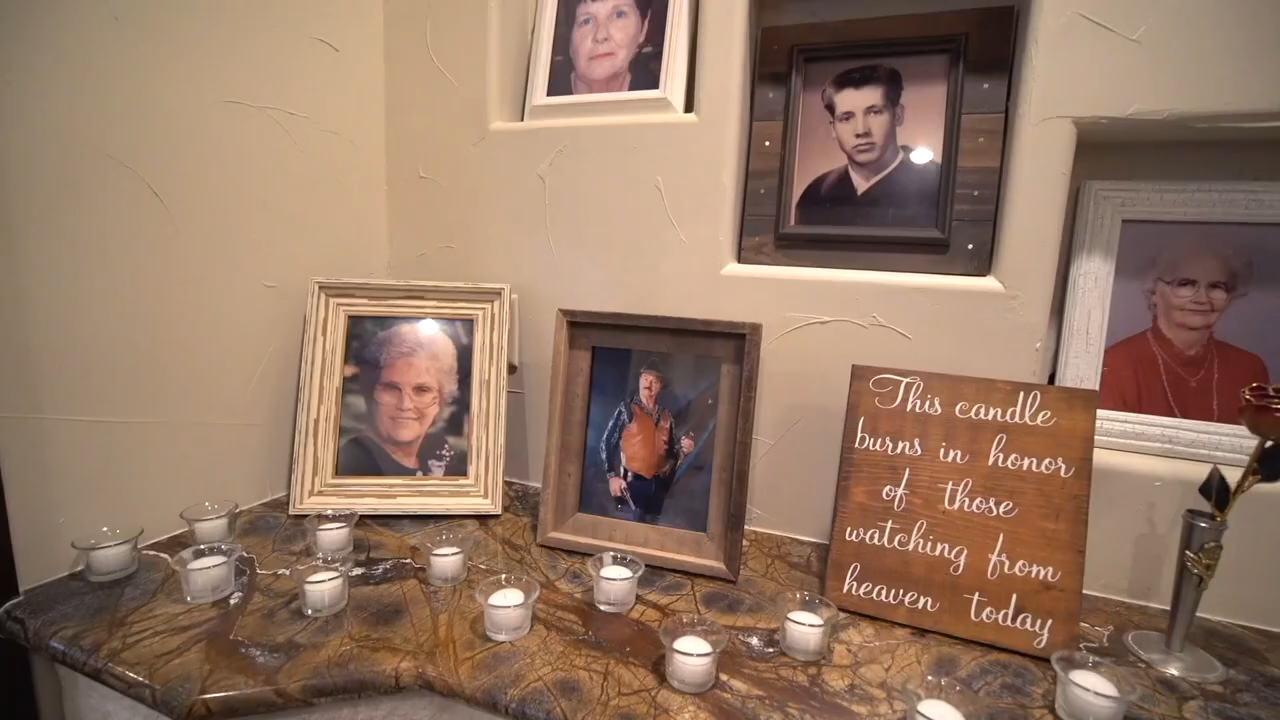 This candle
burns in honor
of those
watching from
heaven today